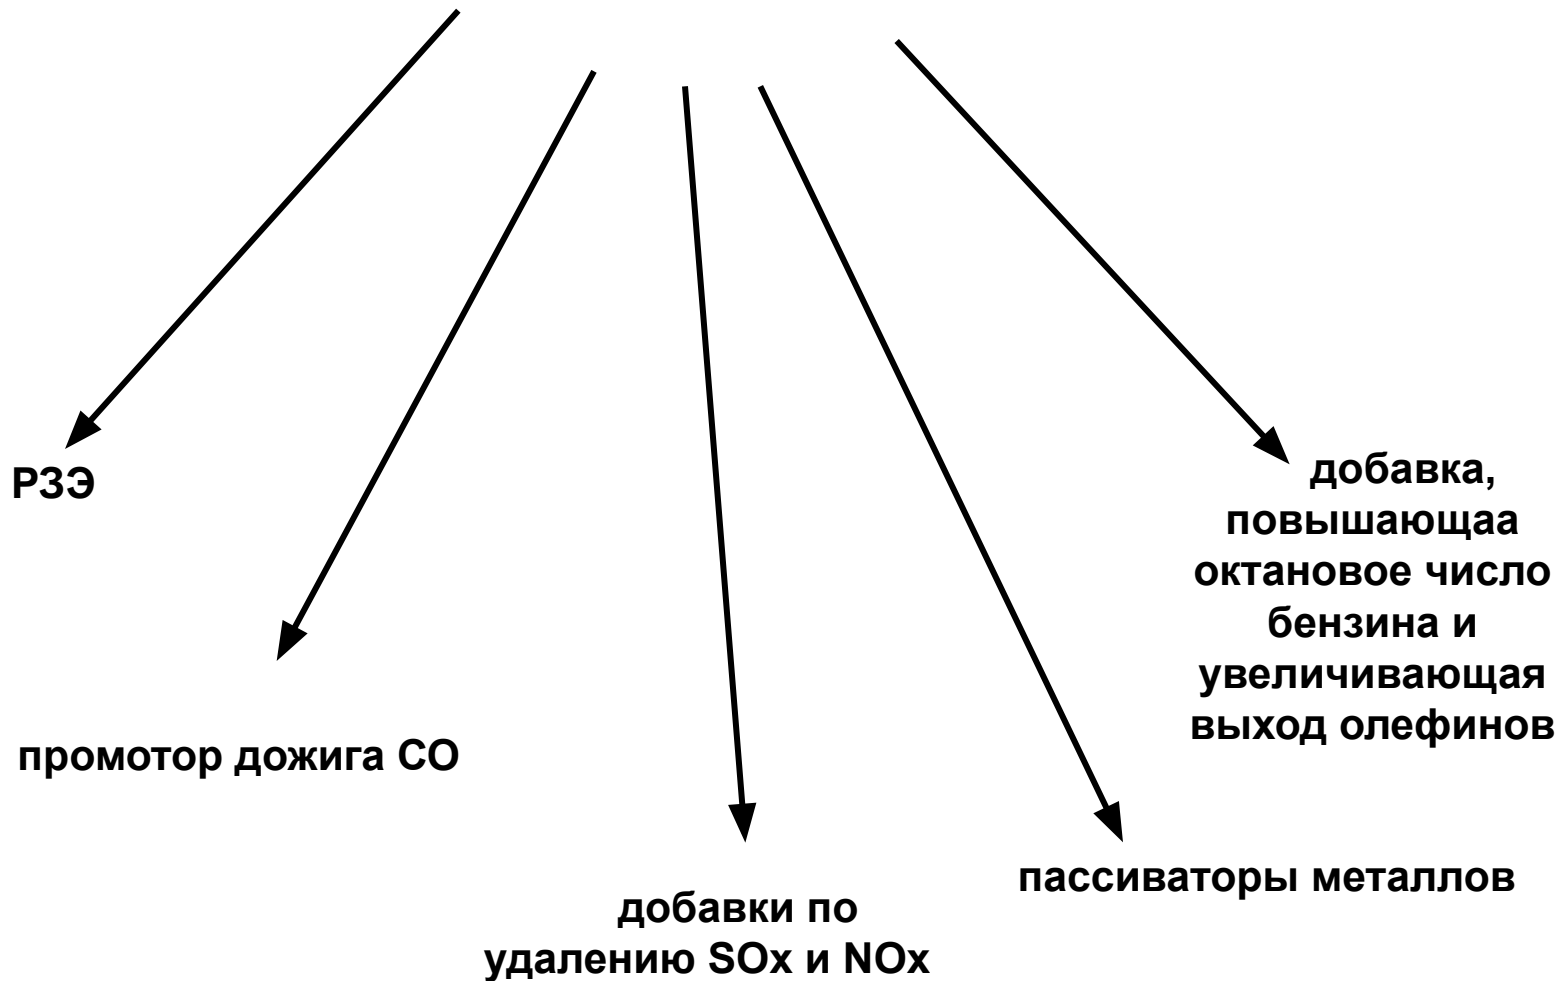 РЗЭ
добавка,
повышающаа
октановое число
бензина и
увеличивающая
выход олефинов
промотор дожига СО
пассиваторы металлов
добавки по
удалению SOx и NOx